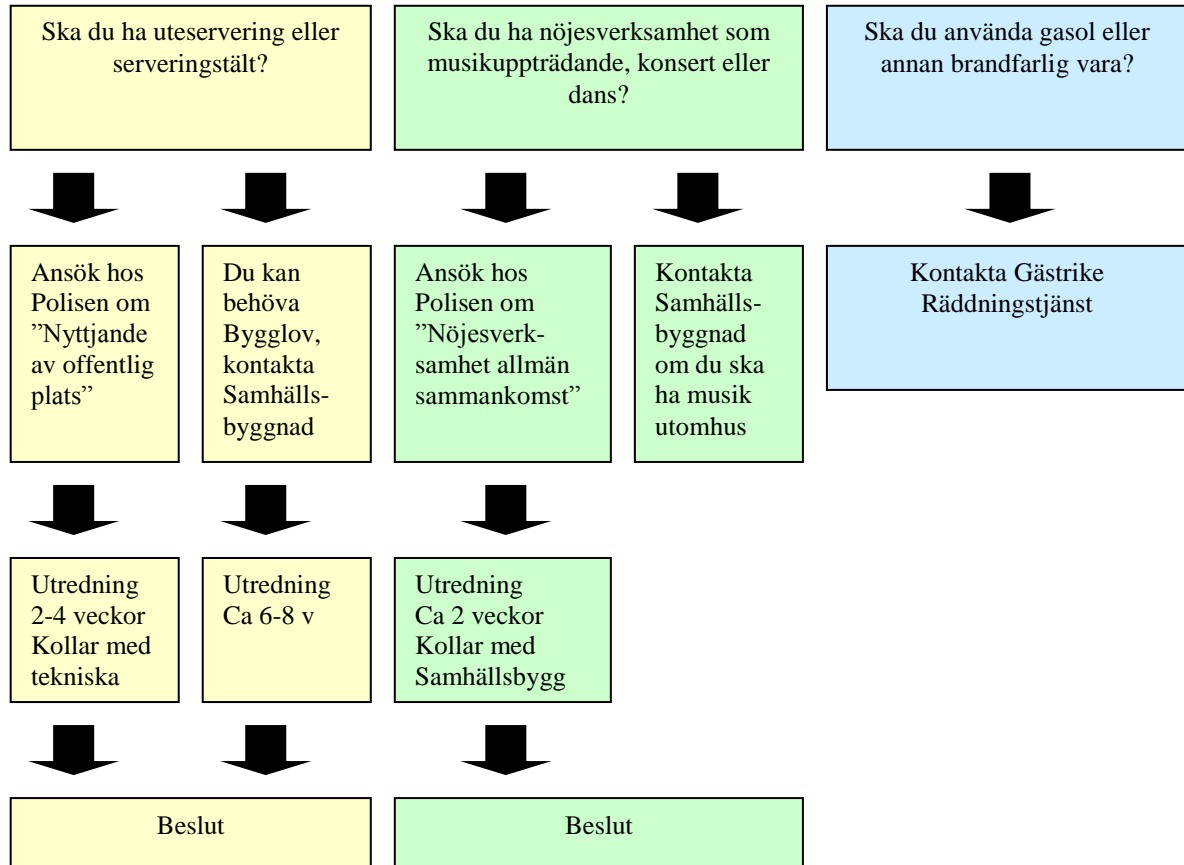 Ska du ha uteservering eller
serveringstält?
Ska du ha nöjesverksamhet som
musikuppträdande, konsert eller
dans?
Ska du använda gasol eller
annan brandfarlig vara?
Ansök hos
Polisen om
”Nyttjande
av offentlig
plats”
Du kan
behöva
Bygglov,
kontakta
Samhälls-
byggnad
Ansök hos
Polisen om
”Nöjesverk-
samhet allmän
sammankomst”
Kontakta
Samhälls-
byggnad
om du ska
ha musik
utomhus
Kontakta Gästrike
Räddningstjänst
Utredning
2-4 veckor
Kollar med
tekniska
Utredning
Ca 6-8 v
Utredning
Ca 2 veckor
Kollar med
Samhällsbygg
Beslut
Beslut